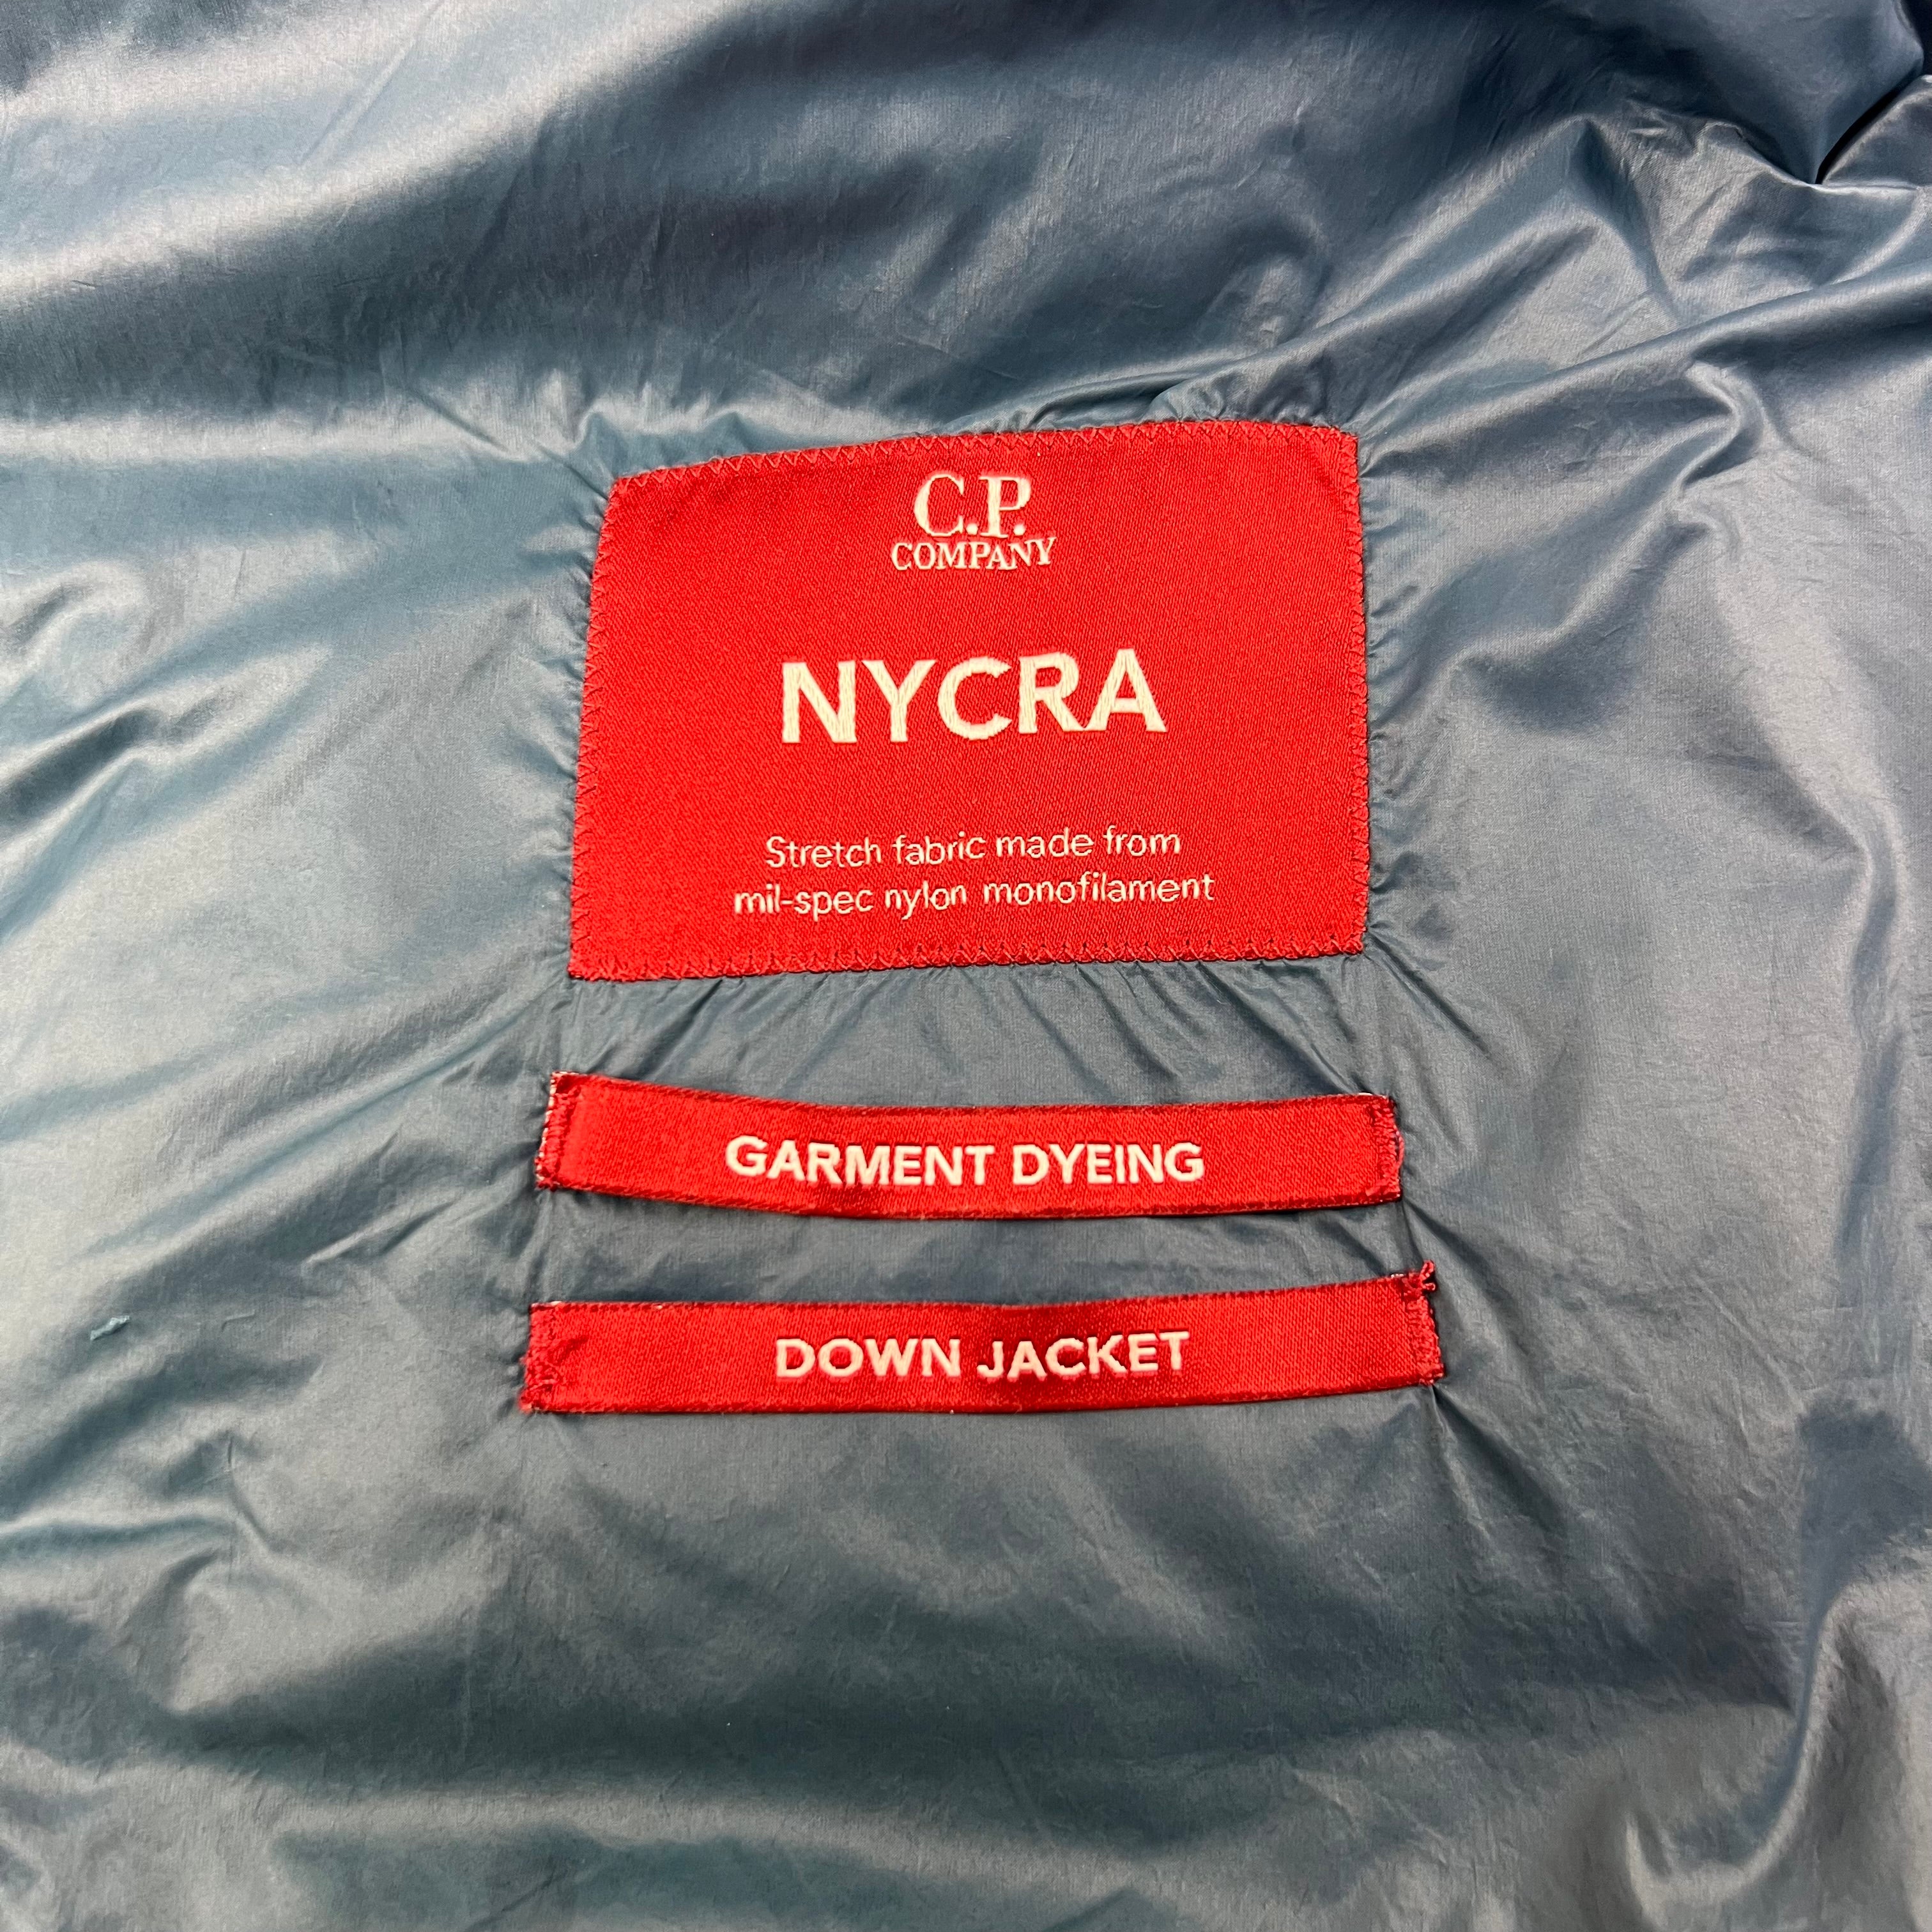 C.P.
COMPANY
NYCRA
Stretch fabric made from
mil-spec nylon monofilament
GARMENT DYEING
DOWN JACKET